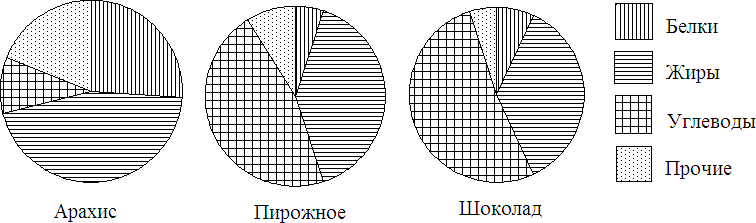 Белки
Жиры
Углеводы
Прочие
Арахис
Пирожное
Шоколад